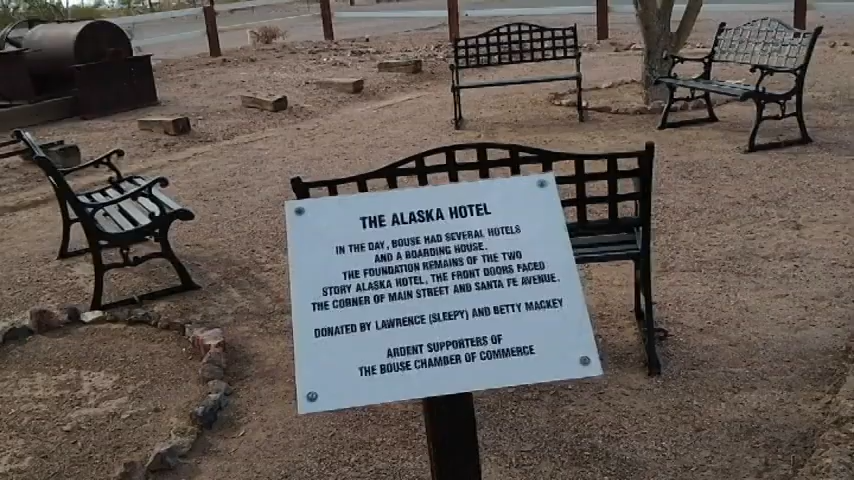 THE ALASKA HOTEL
IN THE DAY, BOUSE HAD SEVERAL HOTELS
AND A BOARDING HOUSE.
THE FOUNDATION REMAINS OF THE TWO
STORY ALASKA HOTEL, THE FRONT DOORS FACED
THE CORNER OF MAIN STREET AND SANTA FE AVENUE.
DONATED BY LAWRENCE (SLEEPY) AND BETTY MACKEY
ARDENT SUPPORTERS OF
THE BOUSE CHAMBER OF COMMERCE